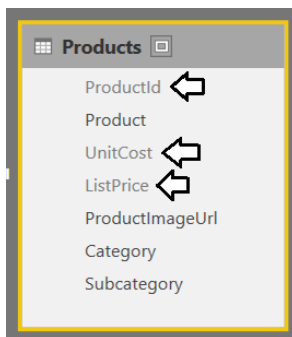 Products
ProductId
Product
UnitCost
ListPrice
ProductImageUrl
Category
Subcategory